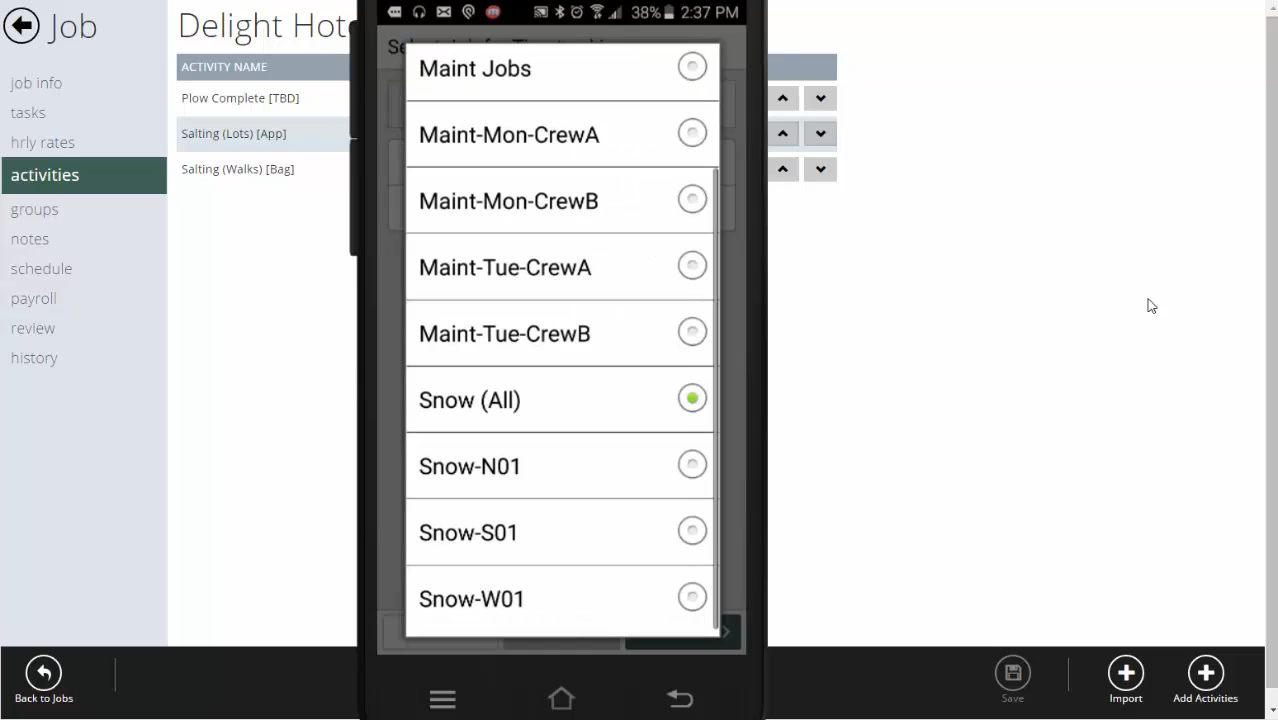 Job
job info
tasks
hrly rates
activities
groups
notes
schedule
payroll
review
history
Delight Hot
ACTIVITY NAME
Plow Complete [TBD]
Salting (Lots) [App]
Salting (Walks) [Bag]
38% 2:37 PM
Maint Jobs
Maint-Mon-CrewA
Maint-Mon-CrewB
Maint-Tue-CrewA
Maint-Tue-CrewB
Snow (All)
Snow-N01
Snow-S01
Snow-W01
Back to Jobs
Save
Import
Add Activities